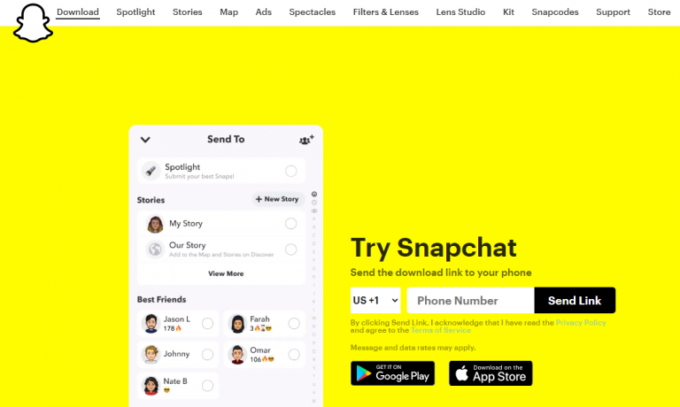 Download Spotlight Stories Map Ads Spectacles Filters & Lenses Lens Studio Kit Snapcodes Support Store
Send To
Spotlight
Submit your best Snaps!
Stories
+ New Story
My Story
Our Story
Add to the Map and Stories on Discover
View More
Best Friends
Jason L
178🔥
Farah
3🔥⌛😎
Johnny
Omar
106🔥😎
Nate B
😎
Try Snapchat
Send the download link to your phone
US +1
Phone Number
Send Link
By clicking Send Link, I acknowledge that I have read the Privacy Policy
and agree to the Terms of Service
Message and data rates may apply.
GET IT ON
Google Play
Download on the
App Store